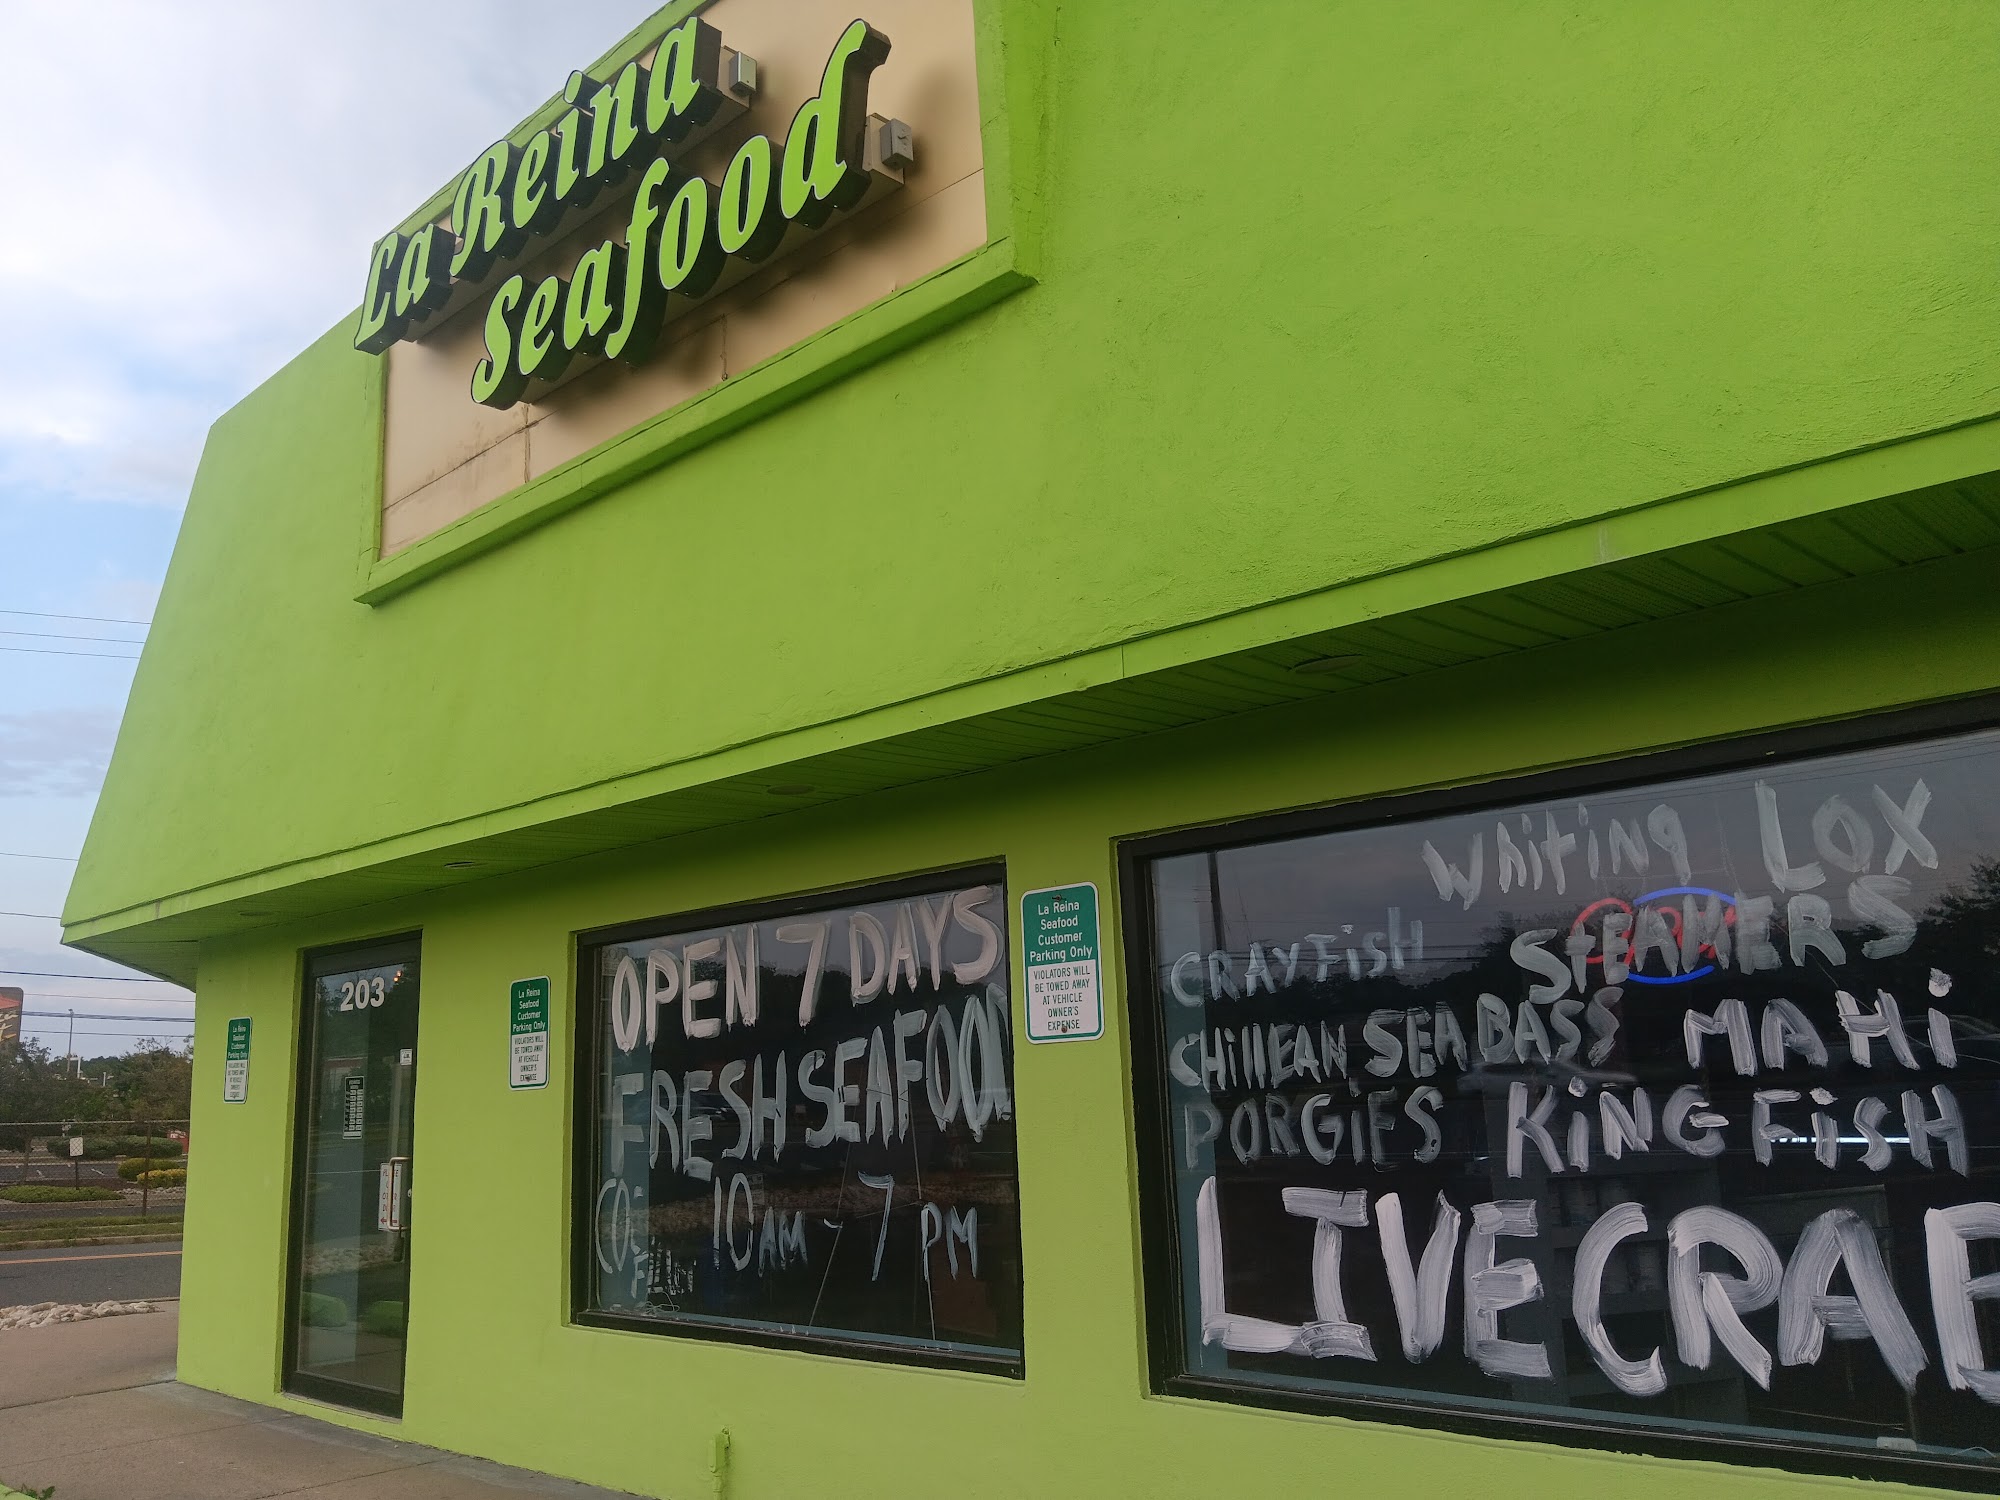 La Reina
Seafood
203
La Reina
Seafood
Customer
Parking Only
La Reina
Seafood
Customer
Parking Only
VIOLATORS WILL
BE TOWED AWAY
AT VEHICLE
OWNER'S
EXPENSE
OPEN 7 DAYS
FRESH SEAFOOD
10AM - 7 PM
La Reina
Seafood
Customer
Parking Only
VIOLATORS WILL
BE TOWED AWAY
AT VEHICLE
OWNER'S
EXPENSE
Whiting LOX
CRAYFiSh STEAMERS
CHillEAN SEA BASS MAHi
PORGiES KiNG FiSH
LIVE CRAB